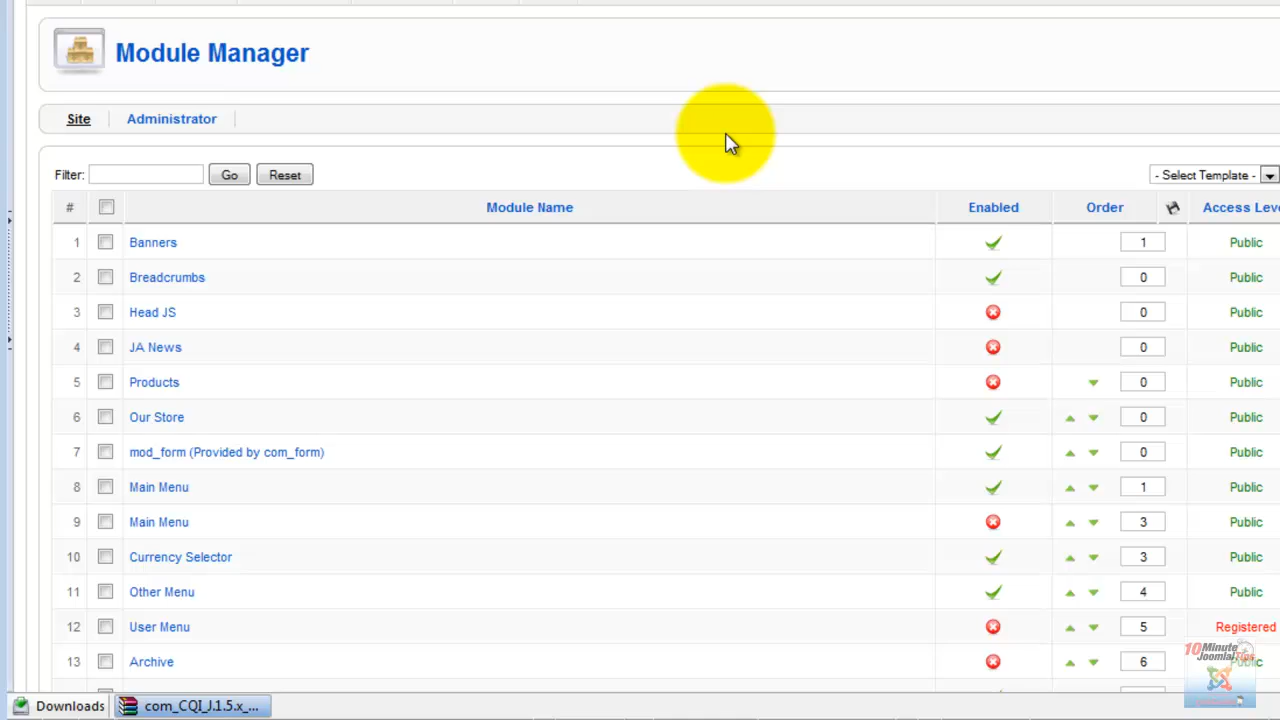 Module Manager
Site Administrator
Filter: Go Reset - Select Template -
# Module Name Enabled Order Access Leve
1 Banners 1 Public
2 Breadcrumbs 0 Public
3 Head JS 0 Public
4 JA News 0 Public
5 Products 0 Public
6 Our Store 0 Public
7 mod_form (Provided by com_form) 0 Public
8 Main Menu 1 Public
9 Main Menu 3 Public
10 Currency Selector 3 Public
11 Other Menu 4 Public
12 User Menu 5 Registered
13 Archive 6 Public
10Minute
JoomlaTips
Downloads com_CQI_J.1.5.x_...